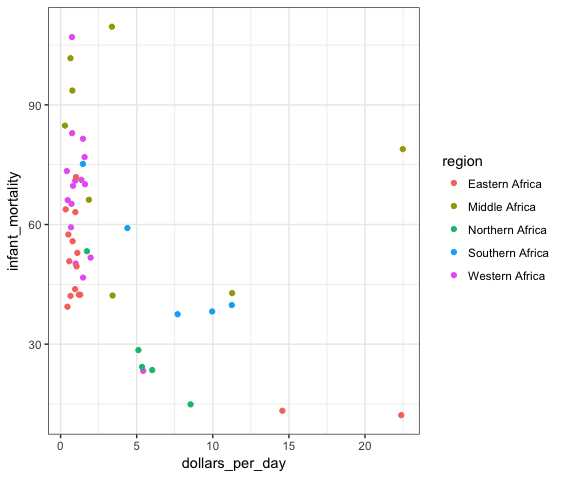 infant_mortality
90
60
30
0
5
10
15
20
dollars_per_day
region
Eastern Africa
Middle Africa
Northern Africa
Southern Africa
Western Africa